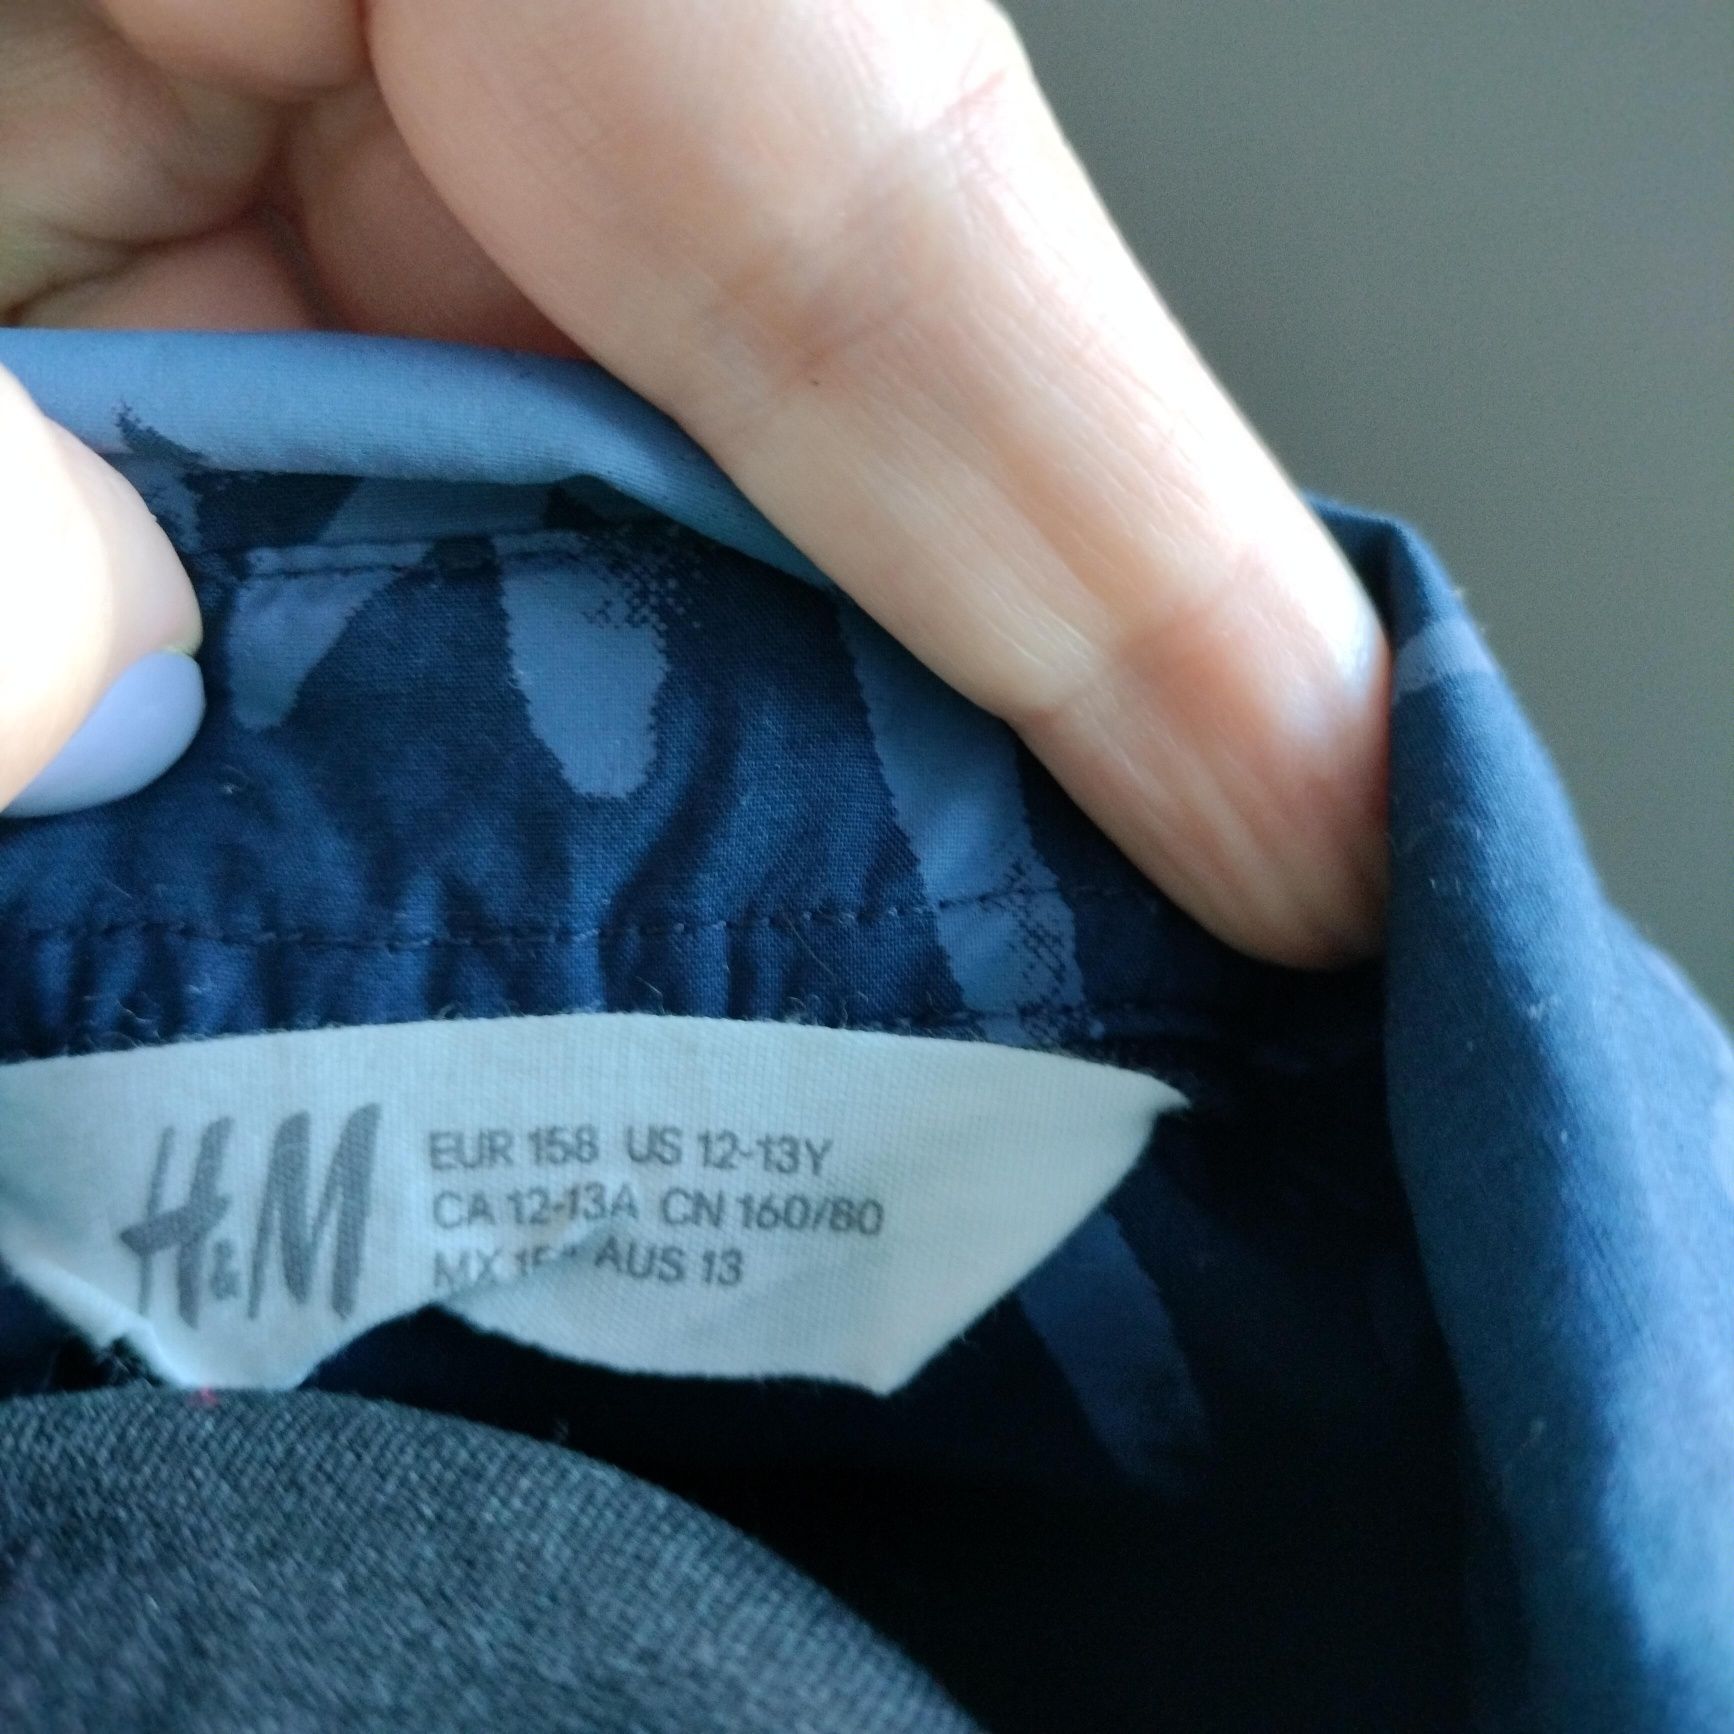 H&M
EUR 158 US 12-13Y
CA 12-13A CN 160/80
MX AUS 13